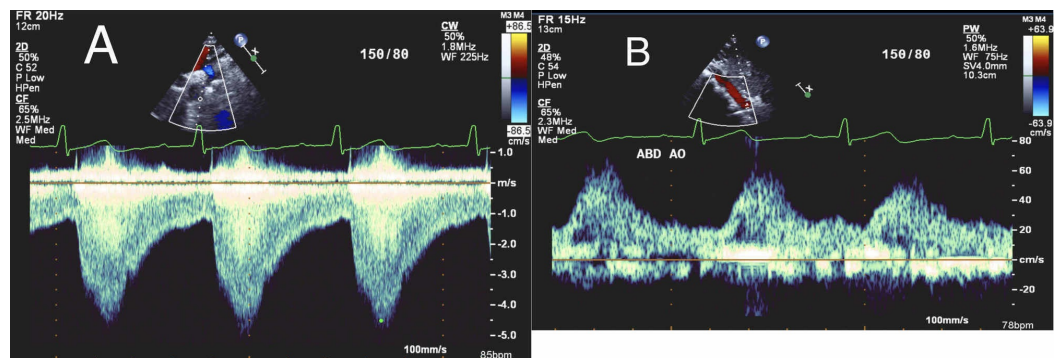 FR 20Hz
12cm
2D
50%
C 52
P Low
HPen
CF
65%
2.5MHz
WF Med
Med
A
P
X
150/80
CW
50%
1.8MHz
WF 225Hz
M3 M4
+86.5
-86.5
cm/s
1.0
m/s
-1.0
-2.0
-3.0
-4.0
-5.0
100mm/s
85bpm
FR 15Hz
13cm
2D
48%
C 54
P Low
HPen
CF
65%
2.3MHz
WF Med
Med
B
P
X
150/80
PW
50%
1.6MHz
WF 75Hz
SV4.0mm
10.3cm
M3 M4
+63.9
-63.9
cm/s
ABD AO
80
60
40
20
cm/s
-20
100mm/s
78bpm